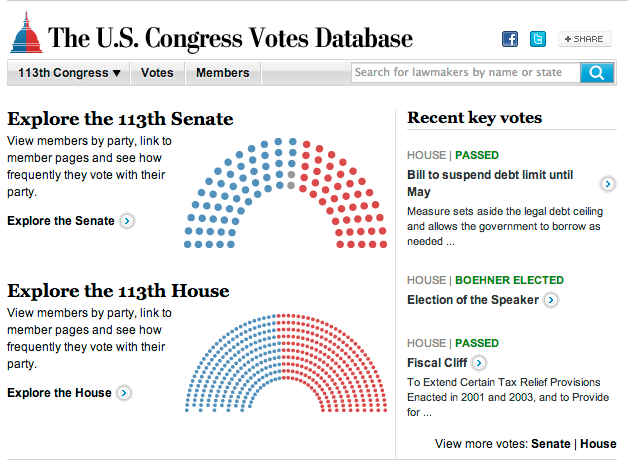 The U.S. Congress Votes Database
+ SHARE
113th Congress ▼ Votes Members
Search for lawmakers by name or state
Explore the 113th Senate
View members by party, link to
member pages and see how
frequently they vote with their
party.
Explore the Senate
Explore the 113th House
View members by party, link to
member pages and see how
frequently they vote with their
party.
Explore the House
Recent key votes
HOUSE | PASSED
Bill to suspend debt limit until
May
Measure sets aside the legal debt ceiling
and allows the government to borrow as
needed ...
HOUSE | BOEHNER ELECTED
Election of the Speaker
HOUSE | PASSED
Fiscal Cliff
To Extend Certain Tax Relief Provisions
Enacted in 2001 and 2003, and to Provide
for ...
View more votes: Senate | House